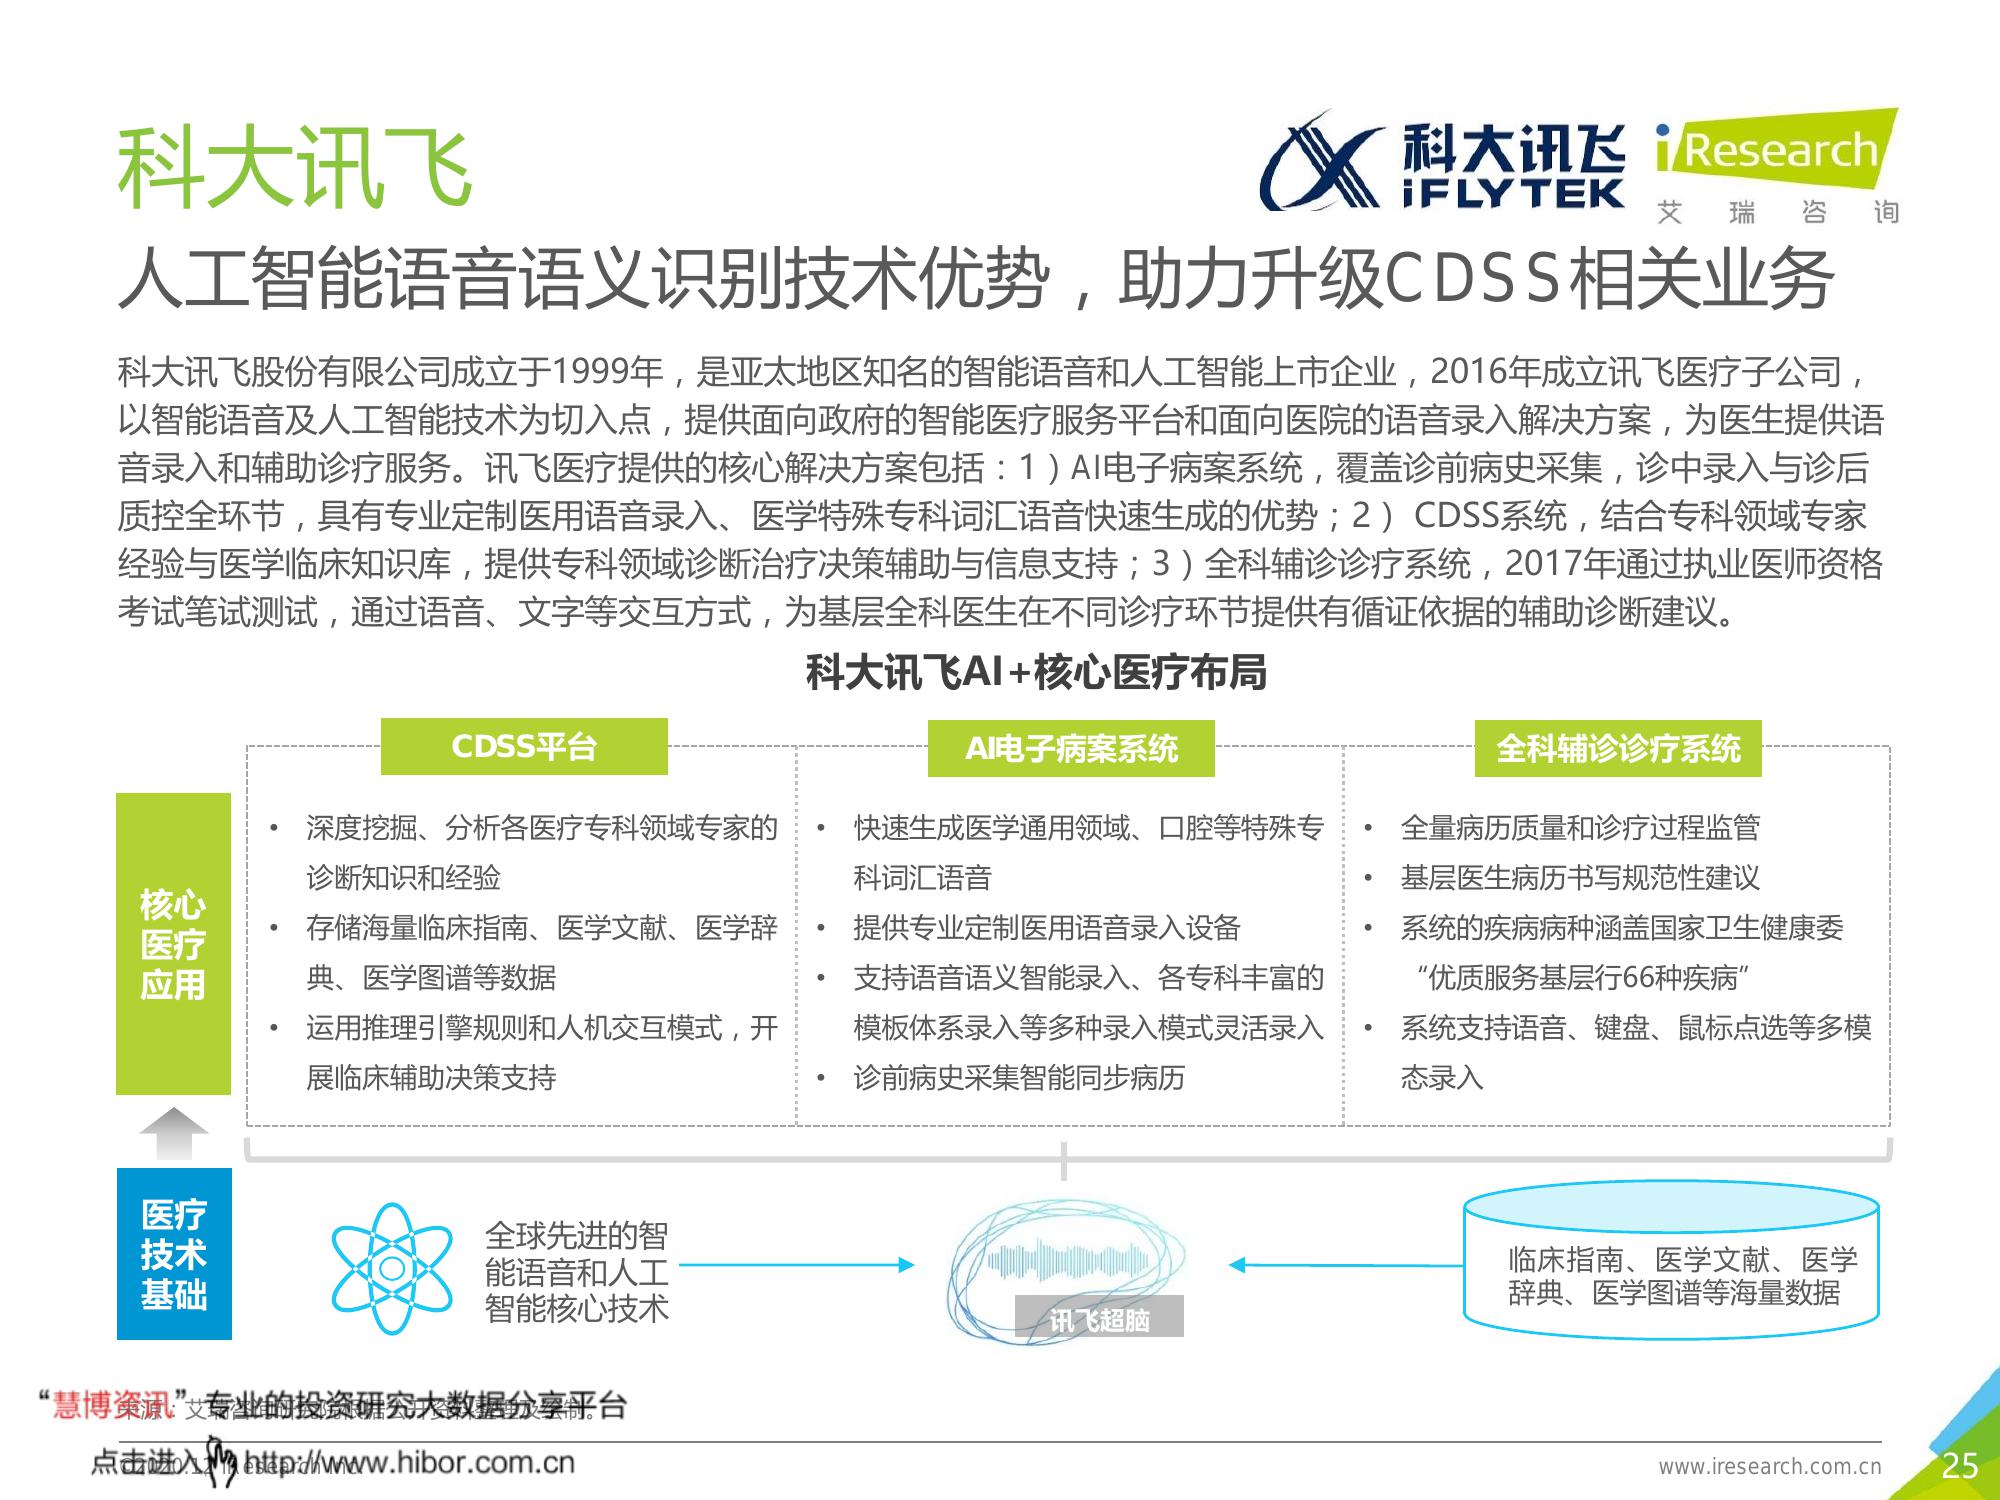 科大讯飞
科大讯飞
iFLYTEK
iResearch
艾瑞咨询
人工智能语音语义识别技术优势，助力升级CDSS相关业务
科大讯飞股份有限公司成立于1999年，是亚太地区知名的智能语音和人工智能上市企业，2016年成立讯飞医疗子公司，
以智能语音及人工智能技术为切入点，提供面向政府的智能医疗服务平台和面向医院的语音录入解决方案，为医生提供语
音录入和辅助诊疗服务。讯飞医疗提供的核心解决方案包括：1）AI电子病案系统，覆盖诊前病史采集，诊中录入与诊后
质控全环节，具有专业定制医用语音录入、医学特殊专科词汇语音快速生成的优势；2） CDSS系统，结合专科领域专家
经验与医学临床知识库，提供专科领域诊断治疗决策辅助与信息支持；3）全科辅诊诊疗系统，2017年通过执业医师资格
考试笔试测试，通过语音、文字等交互方式，为基层全科医生在不同诊疗环节提供有循证依据的辅助诊断建议。
科大讯飞AI+核心医疗布局
核心
医疗
应用
CDSS平台
• 深度挖掘、分析各医疗专科领域专家的
诊断知识和经验
• 存储海量临床指南、医学文献、医学辞
典、医学图谱等数据
• 运用推理引擎规则和人机交互模式，开
展临床辅助决策支持
AI电子病案系统
• 快速生成医学通用领域、口腔等特殊专
科词汇语音
• 提供专业定制医用语音录入设备
• 支持语音语义智能录入、各专科丰富的
模板体系录入等多种录入模式灵活录入
• 诊前病史采集智能同步病历
全科辅诊诊疗系统
• 全量病历质量和诊疗过程监管
• 基层医生病历书写规范性建议
• 系统的疾病病种涵盖国家卫生健康委
“优质服务基层行66种疾病”
• 系统支持语音、键盘、鼠标点选等多模
态录入
医疗
技术
基础
全球先进的智
能语音和人工
智能核心技术
讯飞超脑
临床指南、医学文献、医学
辞典、医学图谱等海量数据
“慧博资讯”专业的投资研究大数据分享平台
来源：艾瑞咨询研究院根据公开资料整理及绘制。
点击进入 http://www.hibor.com.cn
©2020.12 iResearch Inc.
www.iresearch.com.cn
25